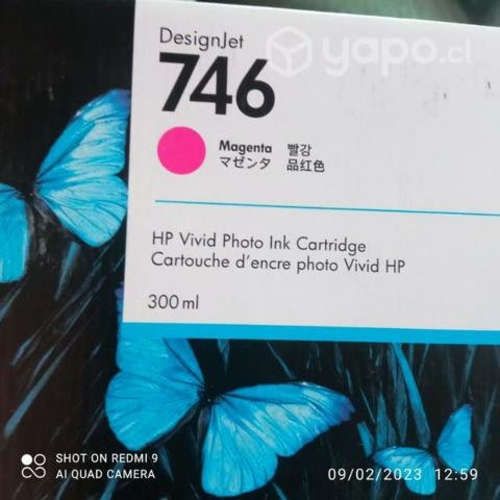 DesignJet
yapo.cl
746
Magenta 빨강
マゼンタ 品红色
HP Vivid Photo Ink Cartridge
Cartouche d'encre photo Vivid HP
300 ml
SHOT ON REDMI 9
AI QUAD CAMERA
09/02/2023 12:59